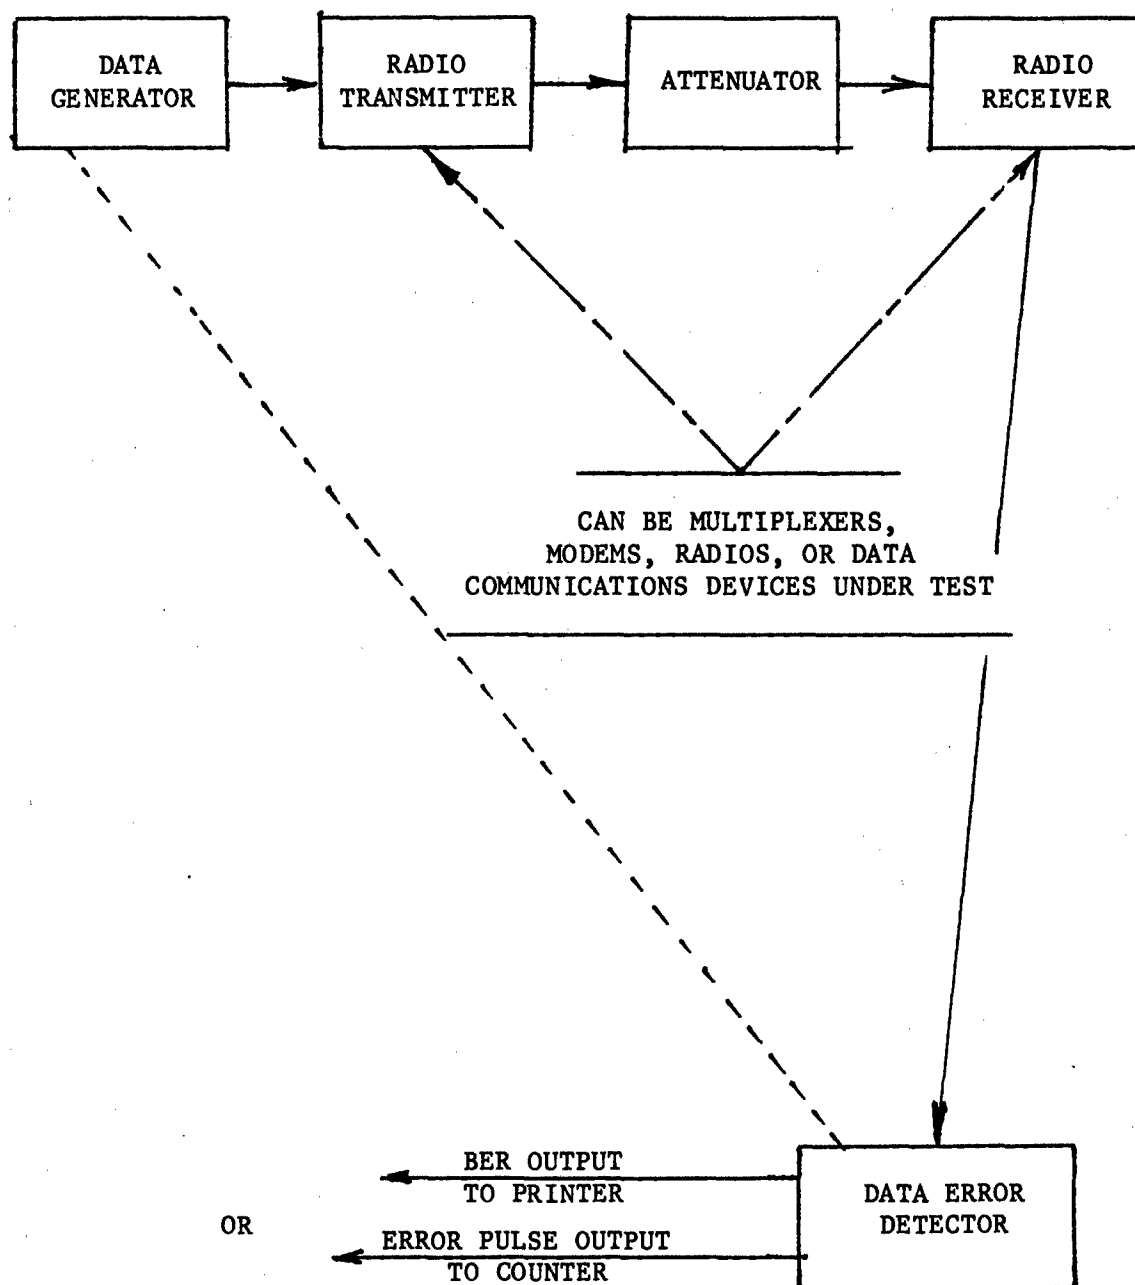 DATA
GENERATOR
RADIO
TRANSMITTER
ATTENUATOR
RADIO
RECEIVER
CAN BE MULTIPLEXERS,
MODEMS, RADIOS, OR DATA
COMMUNICATIONS DEVICES UNDER TEST
BER OUTPUT
TO PRINTER
OR
ERROR PULSE OUTPUT
TO COUNTER
DATA ERROR
DETECTOR